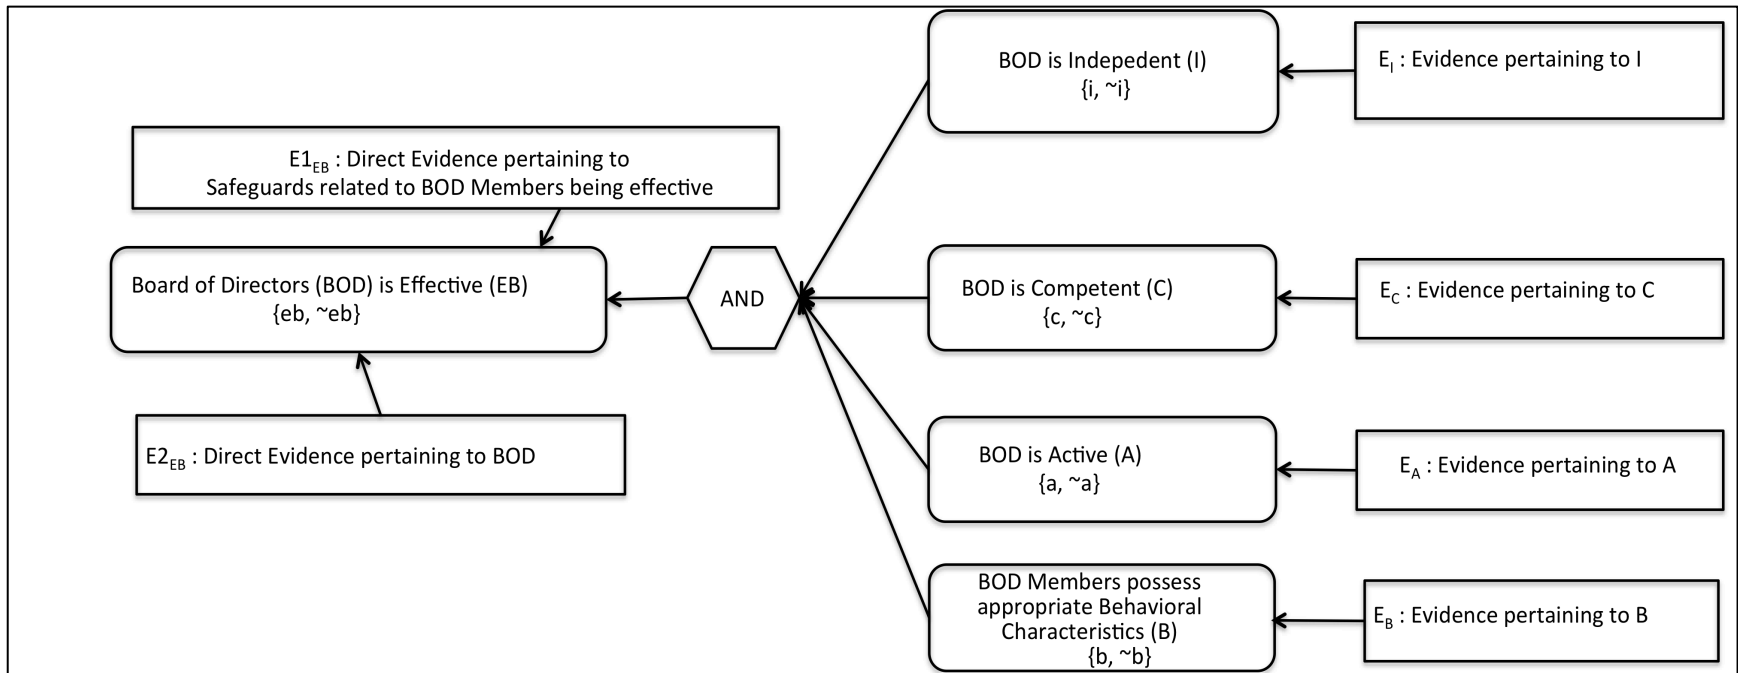 BOD is Indepedent (I)
{i, ~i}
E_I : Evidence pertaining to I
E1_EB : Direct Evidence pertaining to
Safeguards related to BOD Members being effective
Board of Directors (BOD) is Effective (EB)
{eb, ~eb}
AND
BOD is Competent (C)
{c, ~c}
E_C : Evidence pertaining to C
E2_EB : Direct Evidence pertaining to BOD
BOD is Active (A)
{a, ~a}
E_A : Evidence pertaining to A
BOD Members possess
appropriate Behavioral
Characteristics (B)
{b, ~b}
E_B : Evidence pertaining to B